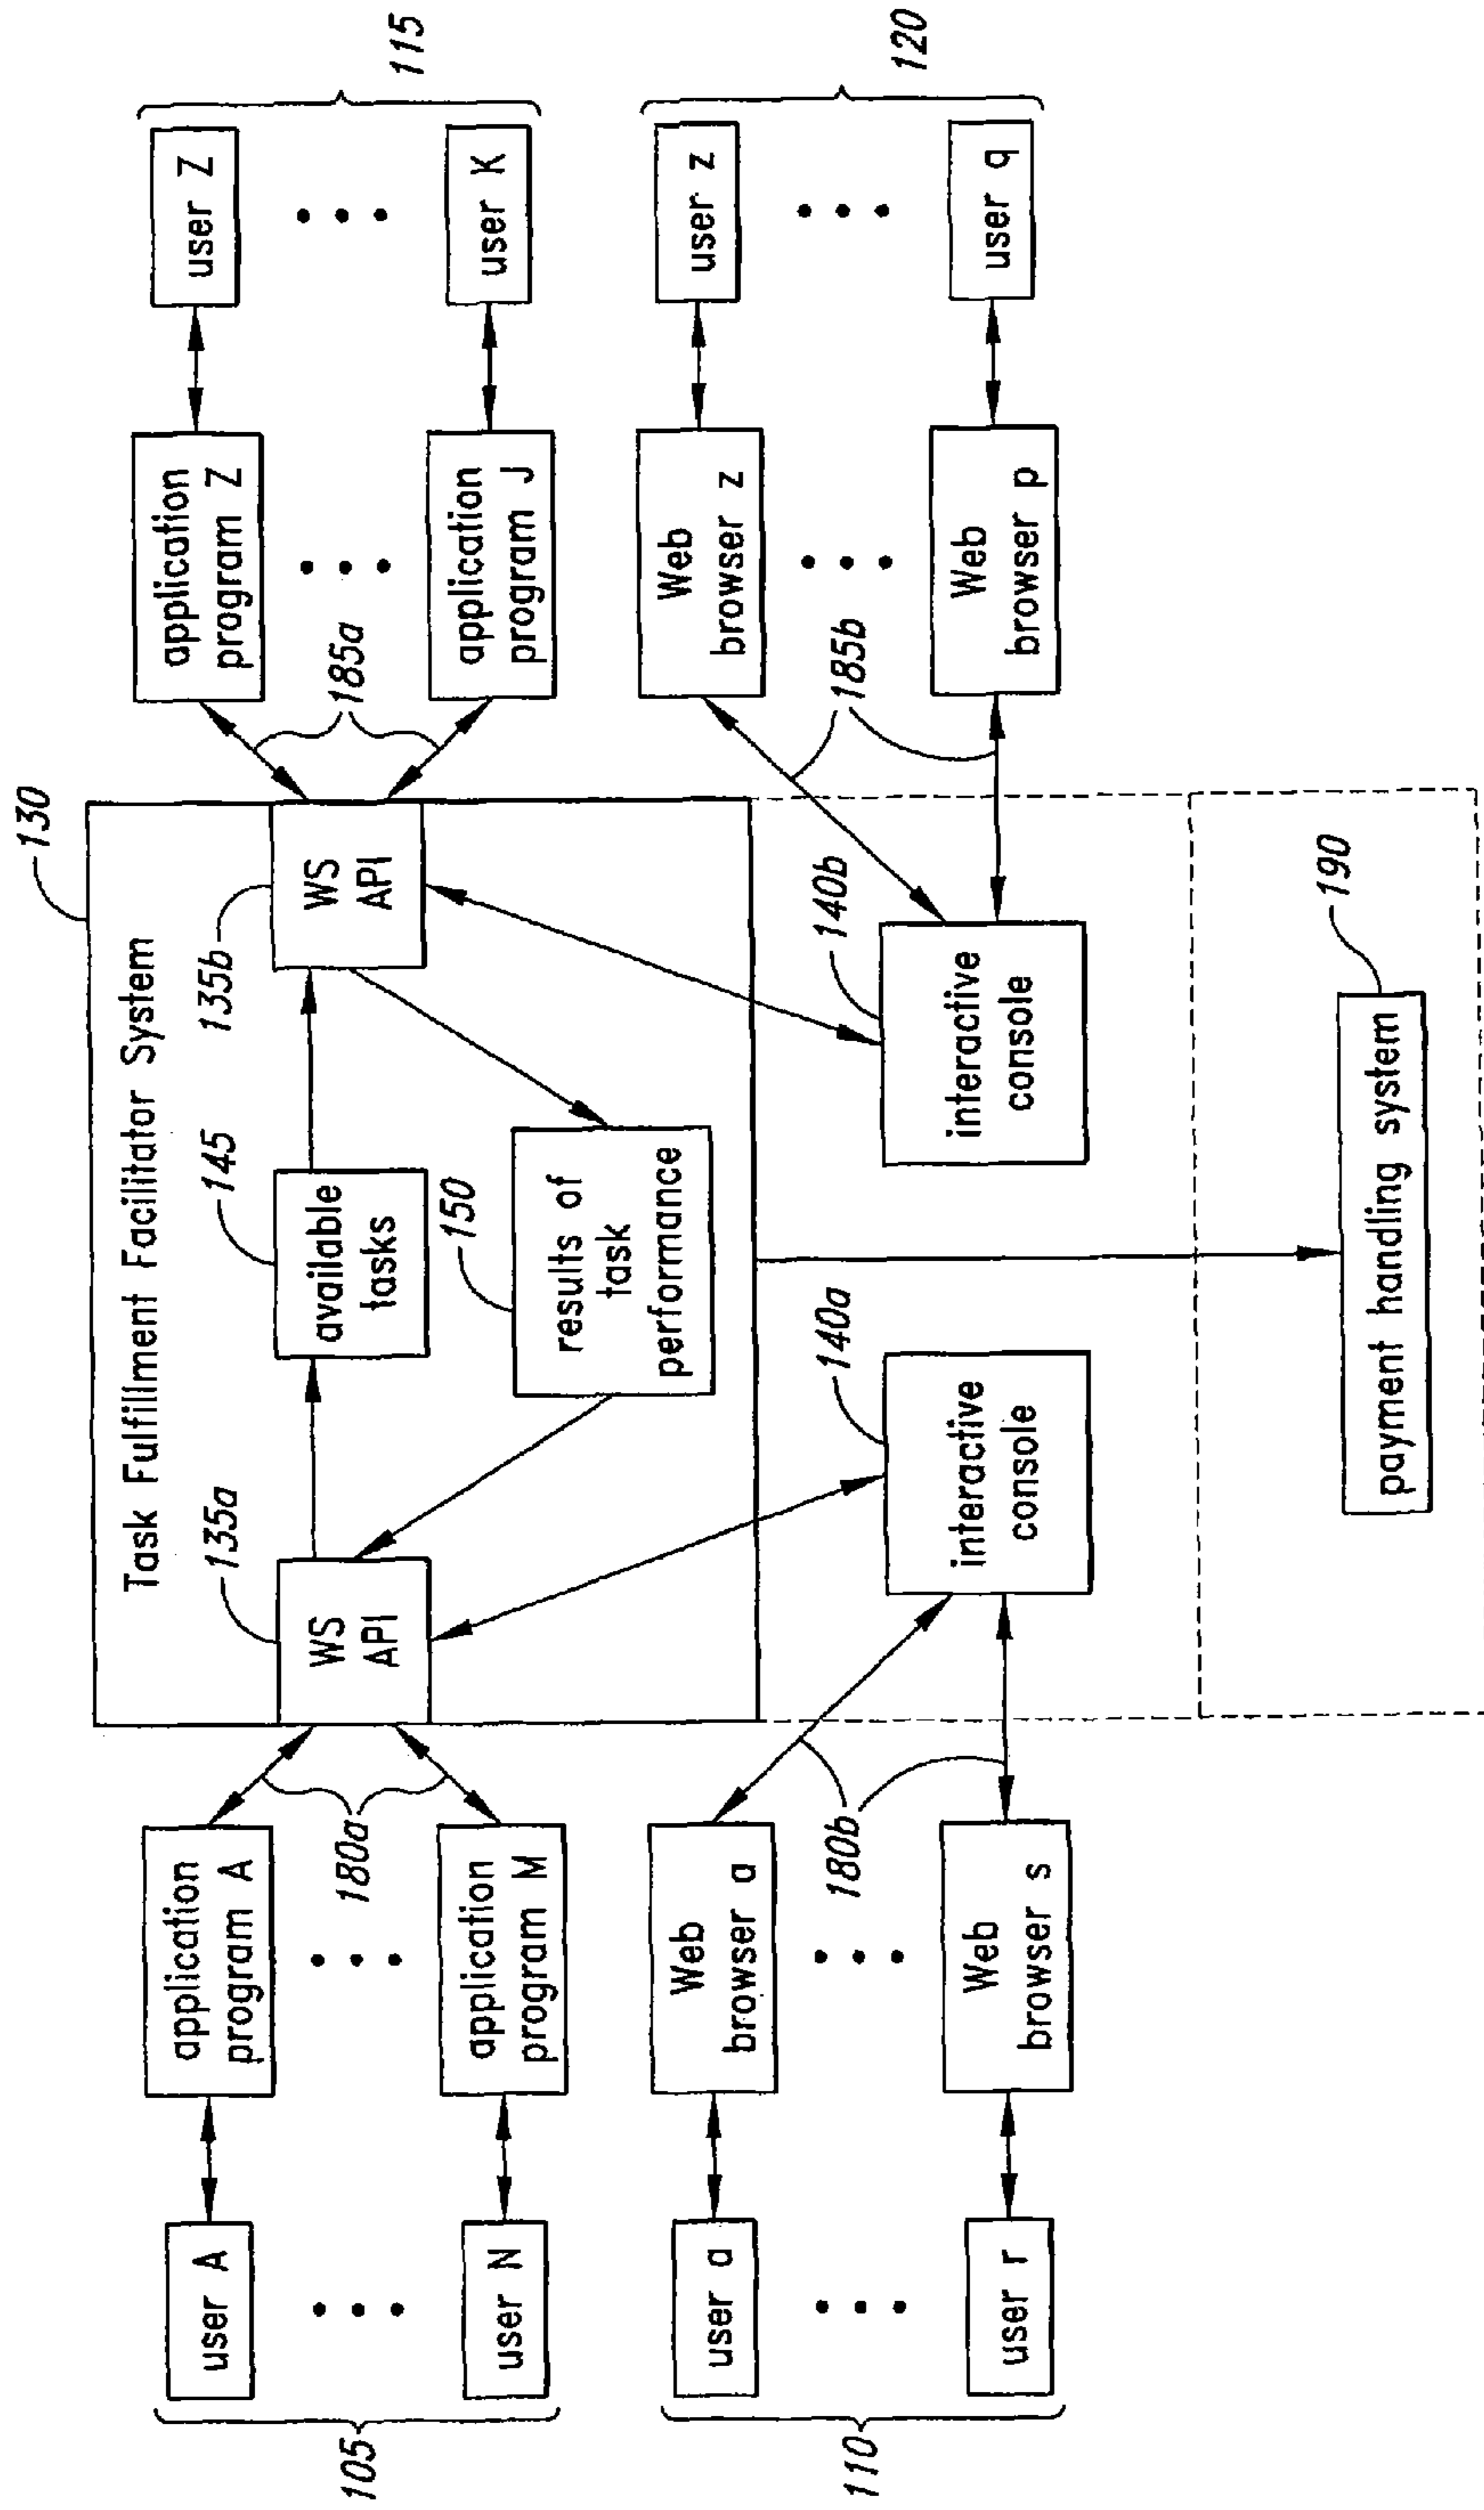 130
Task Fulfillment Facilitator System
105
user A
user N
application
program A
application
program M
180a
135a
WS
API
145
available
tasks
150
results of
task
performance
135b
WS
API
185a
application
program Z
application
program J
user Z
user K
115
110
user a
user r
Web
browser a
Web
browser s
180b
140a
interactive
console
140b
interactive
console
185b
Web
browser z
Web
browser p
user z
user q
120
190
payment handling system